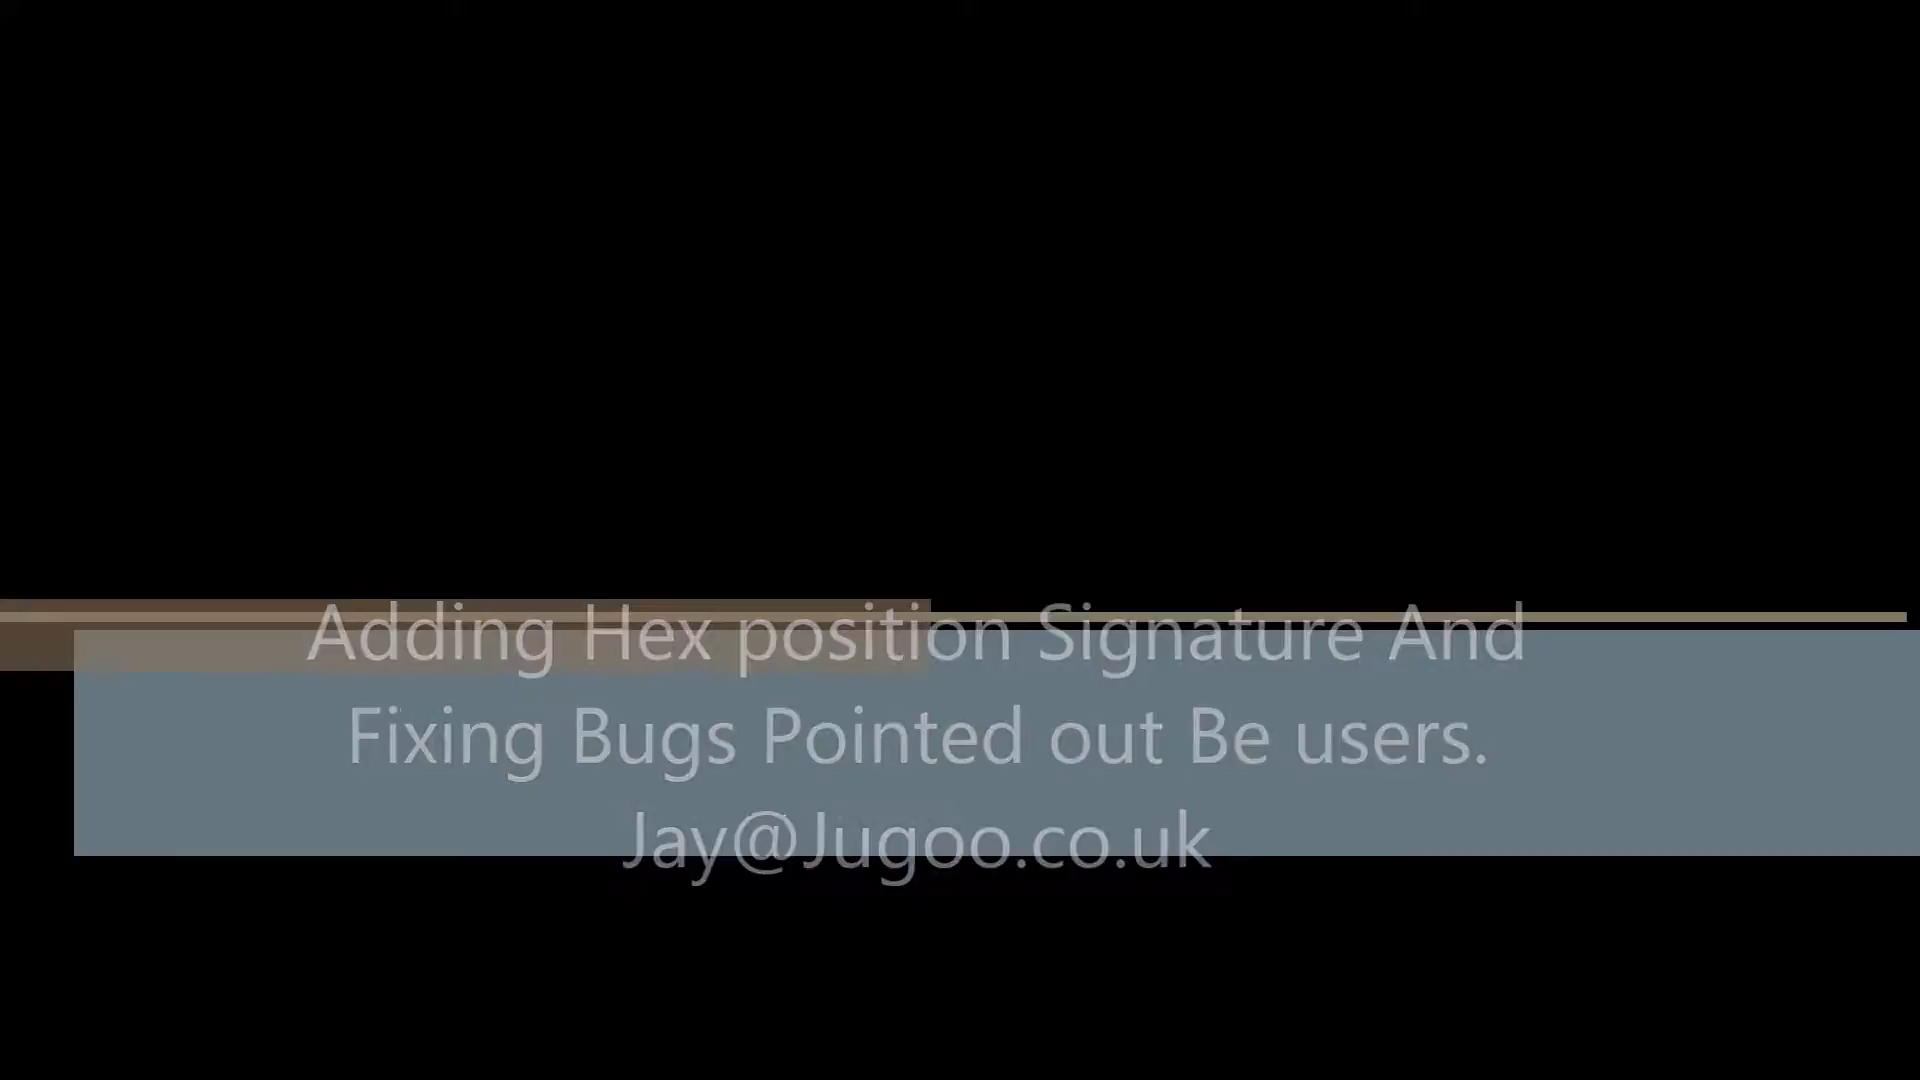 Adding Hex position Signature And
Fixing Bugs Pointed out Be users.
Jay@Jugoo.co.uk